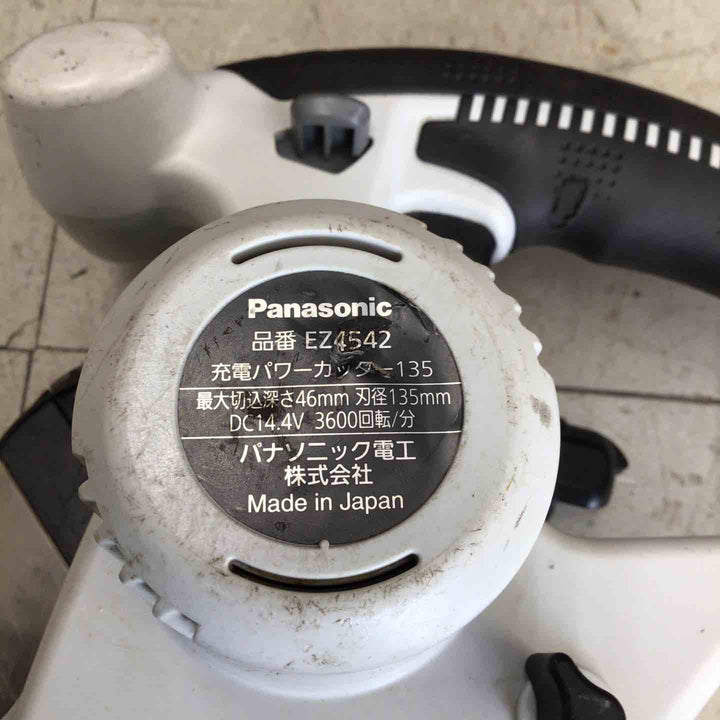 Panasonic
品番 EZ4542
充電パワーカッター135
最大切込深さ46mm 刃径135mm
DC14.4V 3600回転/分
パナソニック電工
株式会社
Made in Japan